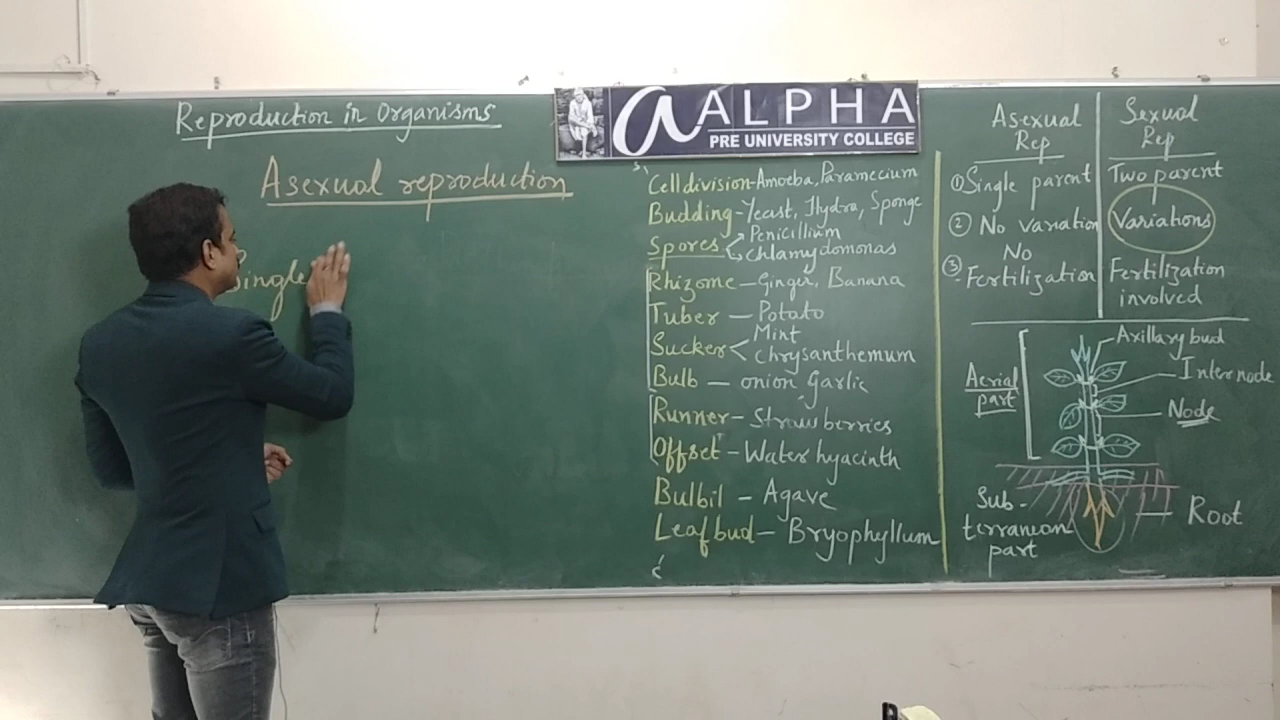 Reproduction in Organisms
Asexual reproduction
Single
a ALPHA
PRE UNIVERSITY COLLEGE
Cell division - Amoeba, Paramecium
Budding - Yeast, Hydra, Sponge
Spores < Penicillium
chlamydomonas
Rhizome - Ginger, Banana
Tuber - Potato
Sucker < Mint
chrysanthemum
Bulb - onion Garlic
Runner - Strawberries
Offset - Water hyacinth
Bulbil - Agave
Leaf bud - Bryophyllum
Asexual
Rep
① Single parent
② No variation
No
③ Fertilization
Sexual
Rep
Two parent
Variations
Fertilization
involved
Axillary bud
Internode
Node
Aerial
part
Sub-
terranean
part
Root